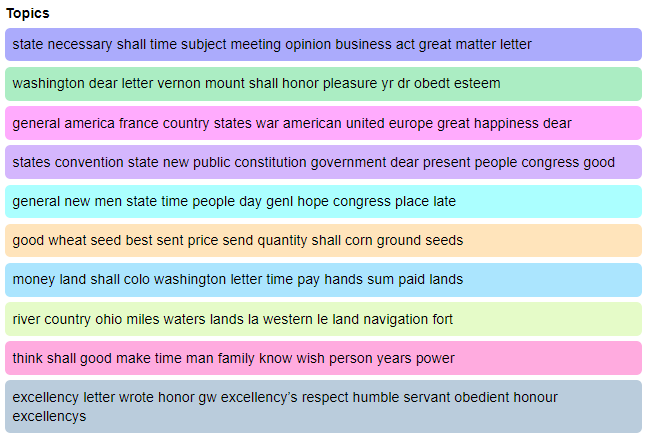 Topics
state necessary shall time subject meeting opinion business act great matter letter
washington dear letter vernon mount shall honor pleasure yr dr obedt esteem
general america france country states war american united europe great happiness dear
states convention state new public constitution government dear present people congress good
general new men state time people day genl hope congress place late
good wheat seed best sent price send quantity shall corn ground seeds
money land shall colo washington letter time pay hands sum paid lands
river country ohio miles waters lands la western le land navigation fort
think shall good make time man family know wish person years power
excellency letter wrote honor gw excellency’s respect humble servant obedient honour
excellencys